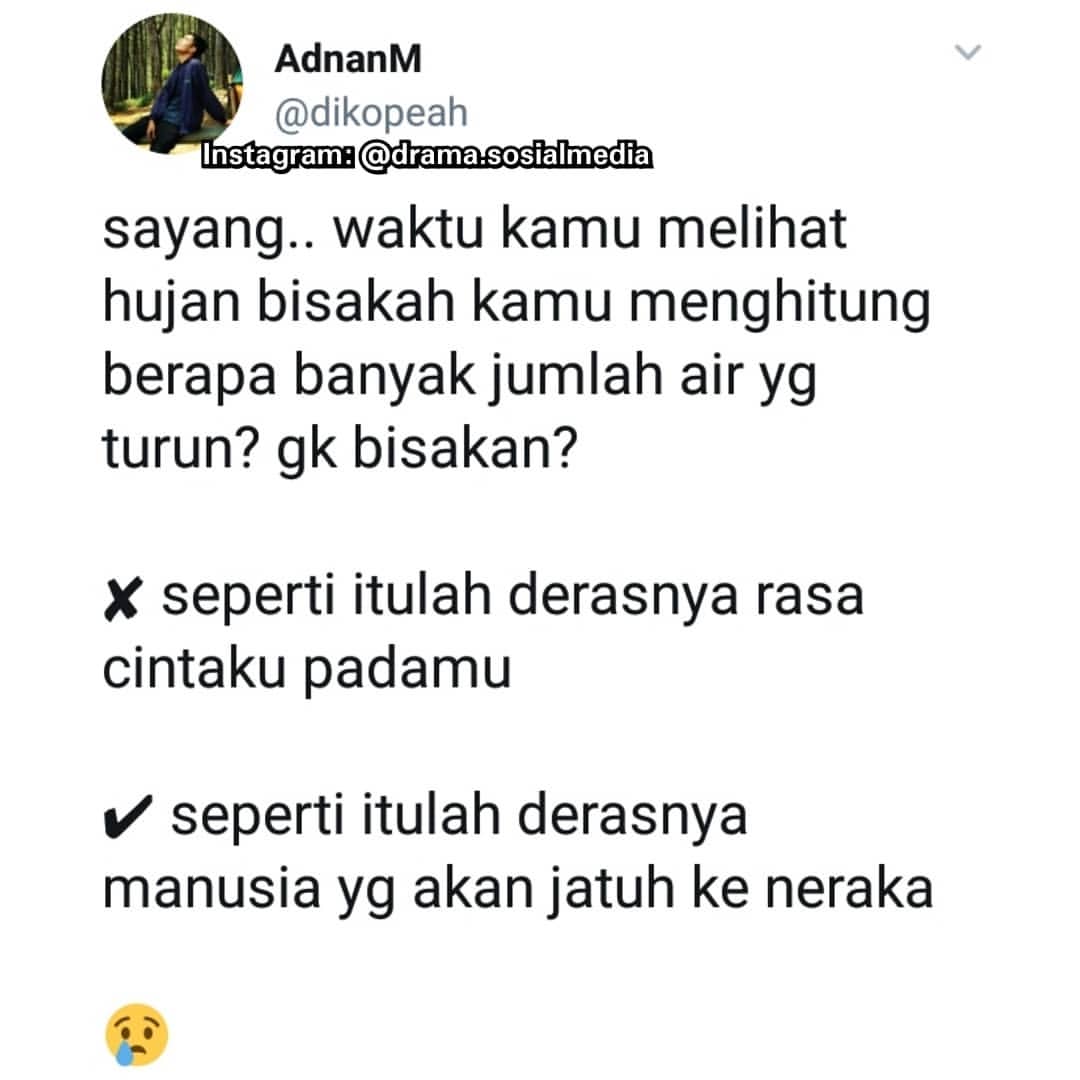 AdnanM
@dikopeah
Instagram: @drama.sosialmedia
sayang.. waktu kamu melihat
hujan bisakah kamu menghitung
berapa banyak jumlah air yg
turun? gk bisakan?
✘ seperti itulah derasnya rasa
cintaku padamu
✔ seperti itulah derasnya
manusia yg akan jatuh ke neraka
😢